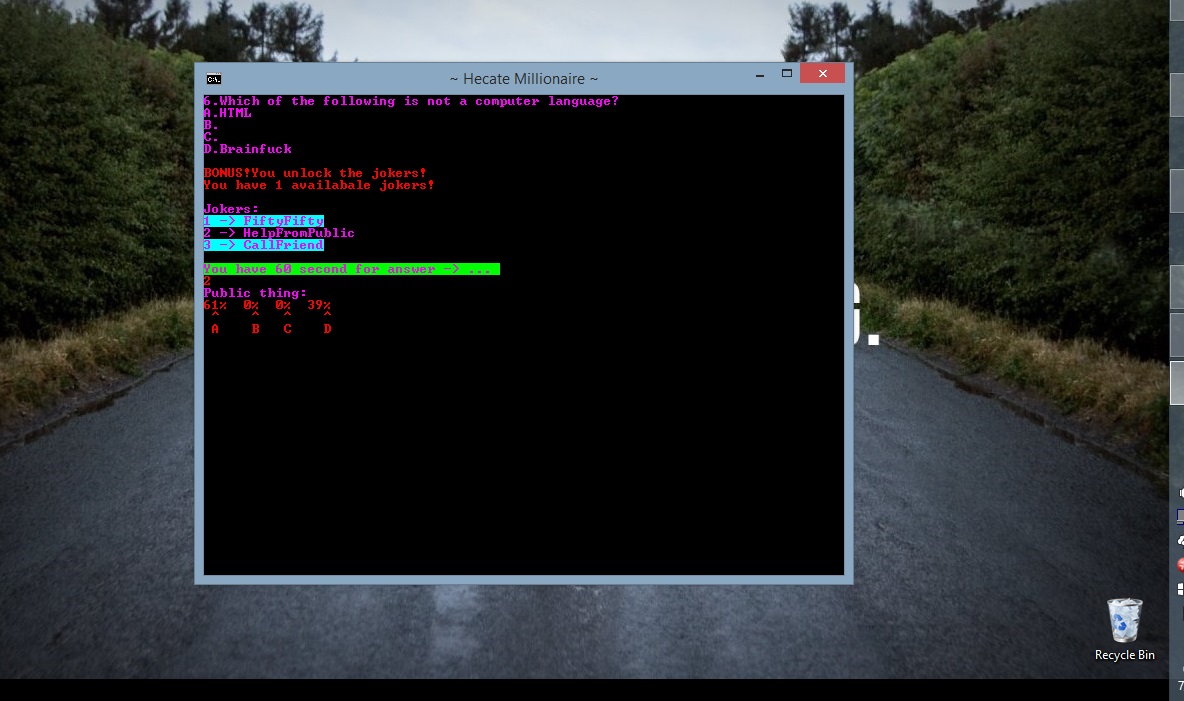 ~ Hecate Millionaire ~
6.Which of the following is not a computer language?
A.HTML
B.
C.
D.Brainfuck
BONUS!You unlock the jokers!
You have 1 availabale jokers!
Jokers:
1 -> FiftyFifty
2 -> HelpFromPublic
3 -> CallFriend
You have 60 second for answer -> ...
2
Public thing:
61% 0% 0% 39%
^ ^ ^ ^
A B C D
Recycle Bin